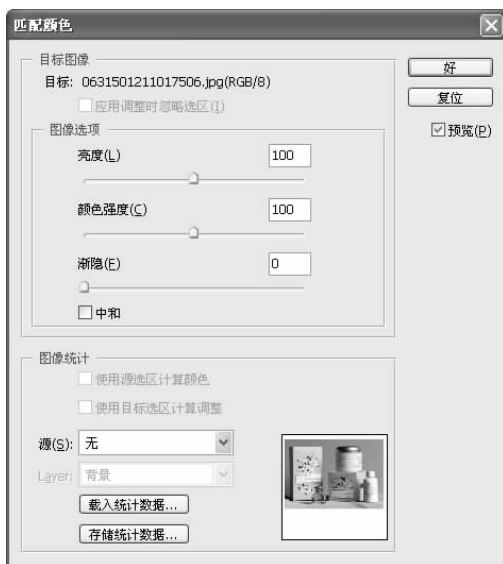 匹配颜色
目标图像
目标: 0631501211017506.jpg(RGB/8)
应用调整时忽略选区(I)
图像选项
亮度(L) 100
颜色强度(C) 100
渐隐(F) 0
中和
图像统计
使用源选区计算颜色
使用目标选区计算调整
源(S): 无
Layer: 背景
载入统计数据...
存储统计数据...
好
复位
预览(P)